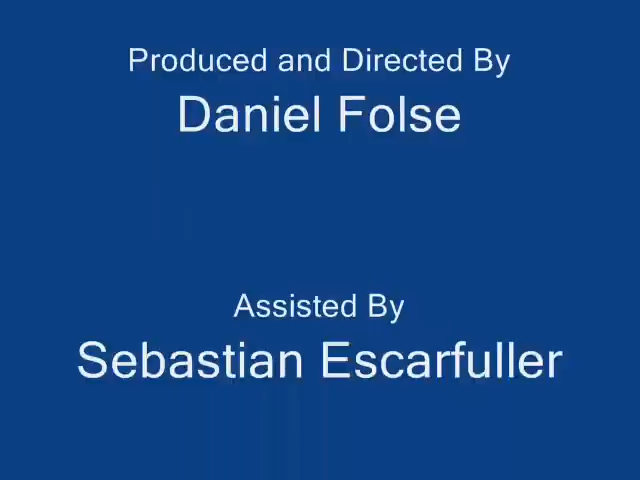 Produced and Directed By
Daniel Folse
Assisted By
Sebastian Escarfuller